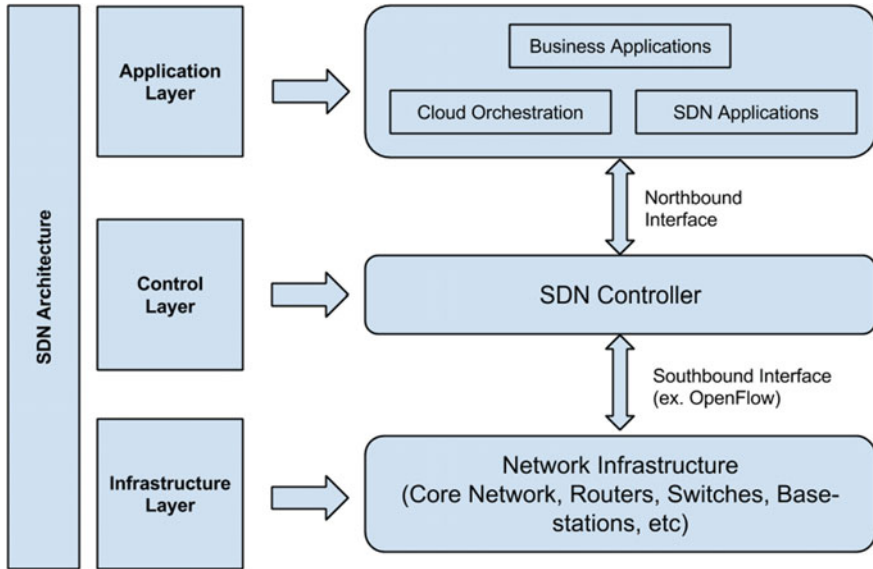 SDN Architecture
Application
Layer
Business Applications
Cloud Orchestration
SDN Applications
Northbound
Interface
Control
Layer
SDN Controller
Southbound Interface
(ex. OpenFlow)
Infrastructure
Layer
Network Infrastructure
(Core Network, Routers, Switches, Base-
stations, etc)